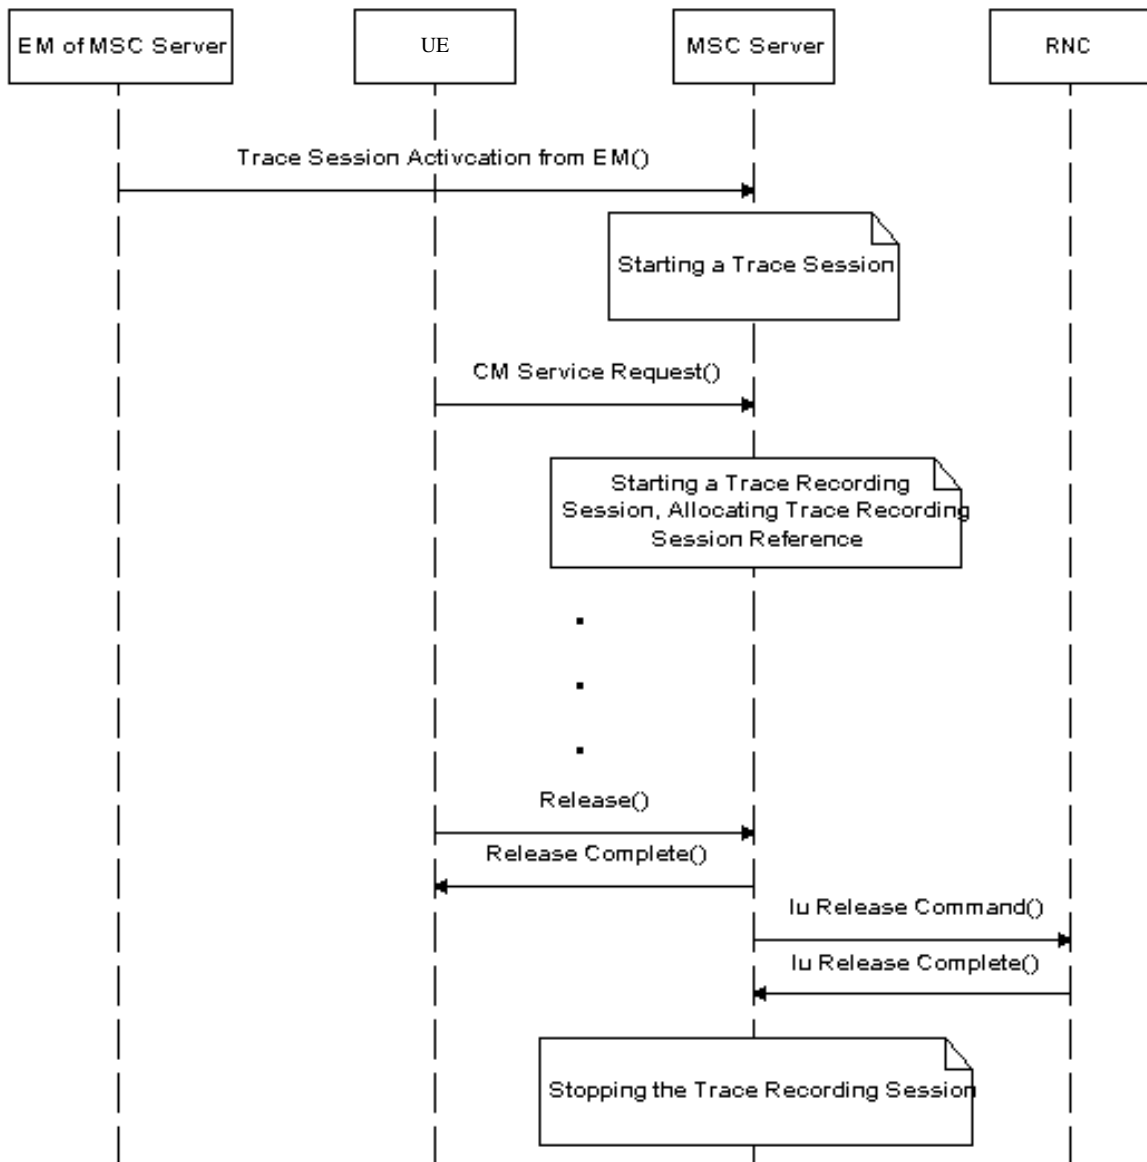 EM of MSC Server
UE
MSC Server
RNC
Trace Session Activcation from EM()
Starting a Trace Session
CM Service Request()
Starting a Trace Recording
Session, Allocating Trace Recording
Session Reference
Release()
Release Complete()
Iu Release Command()
Iu Release Complete()
Stopping the Trace Recording Session